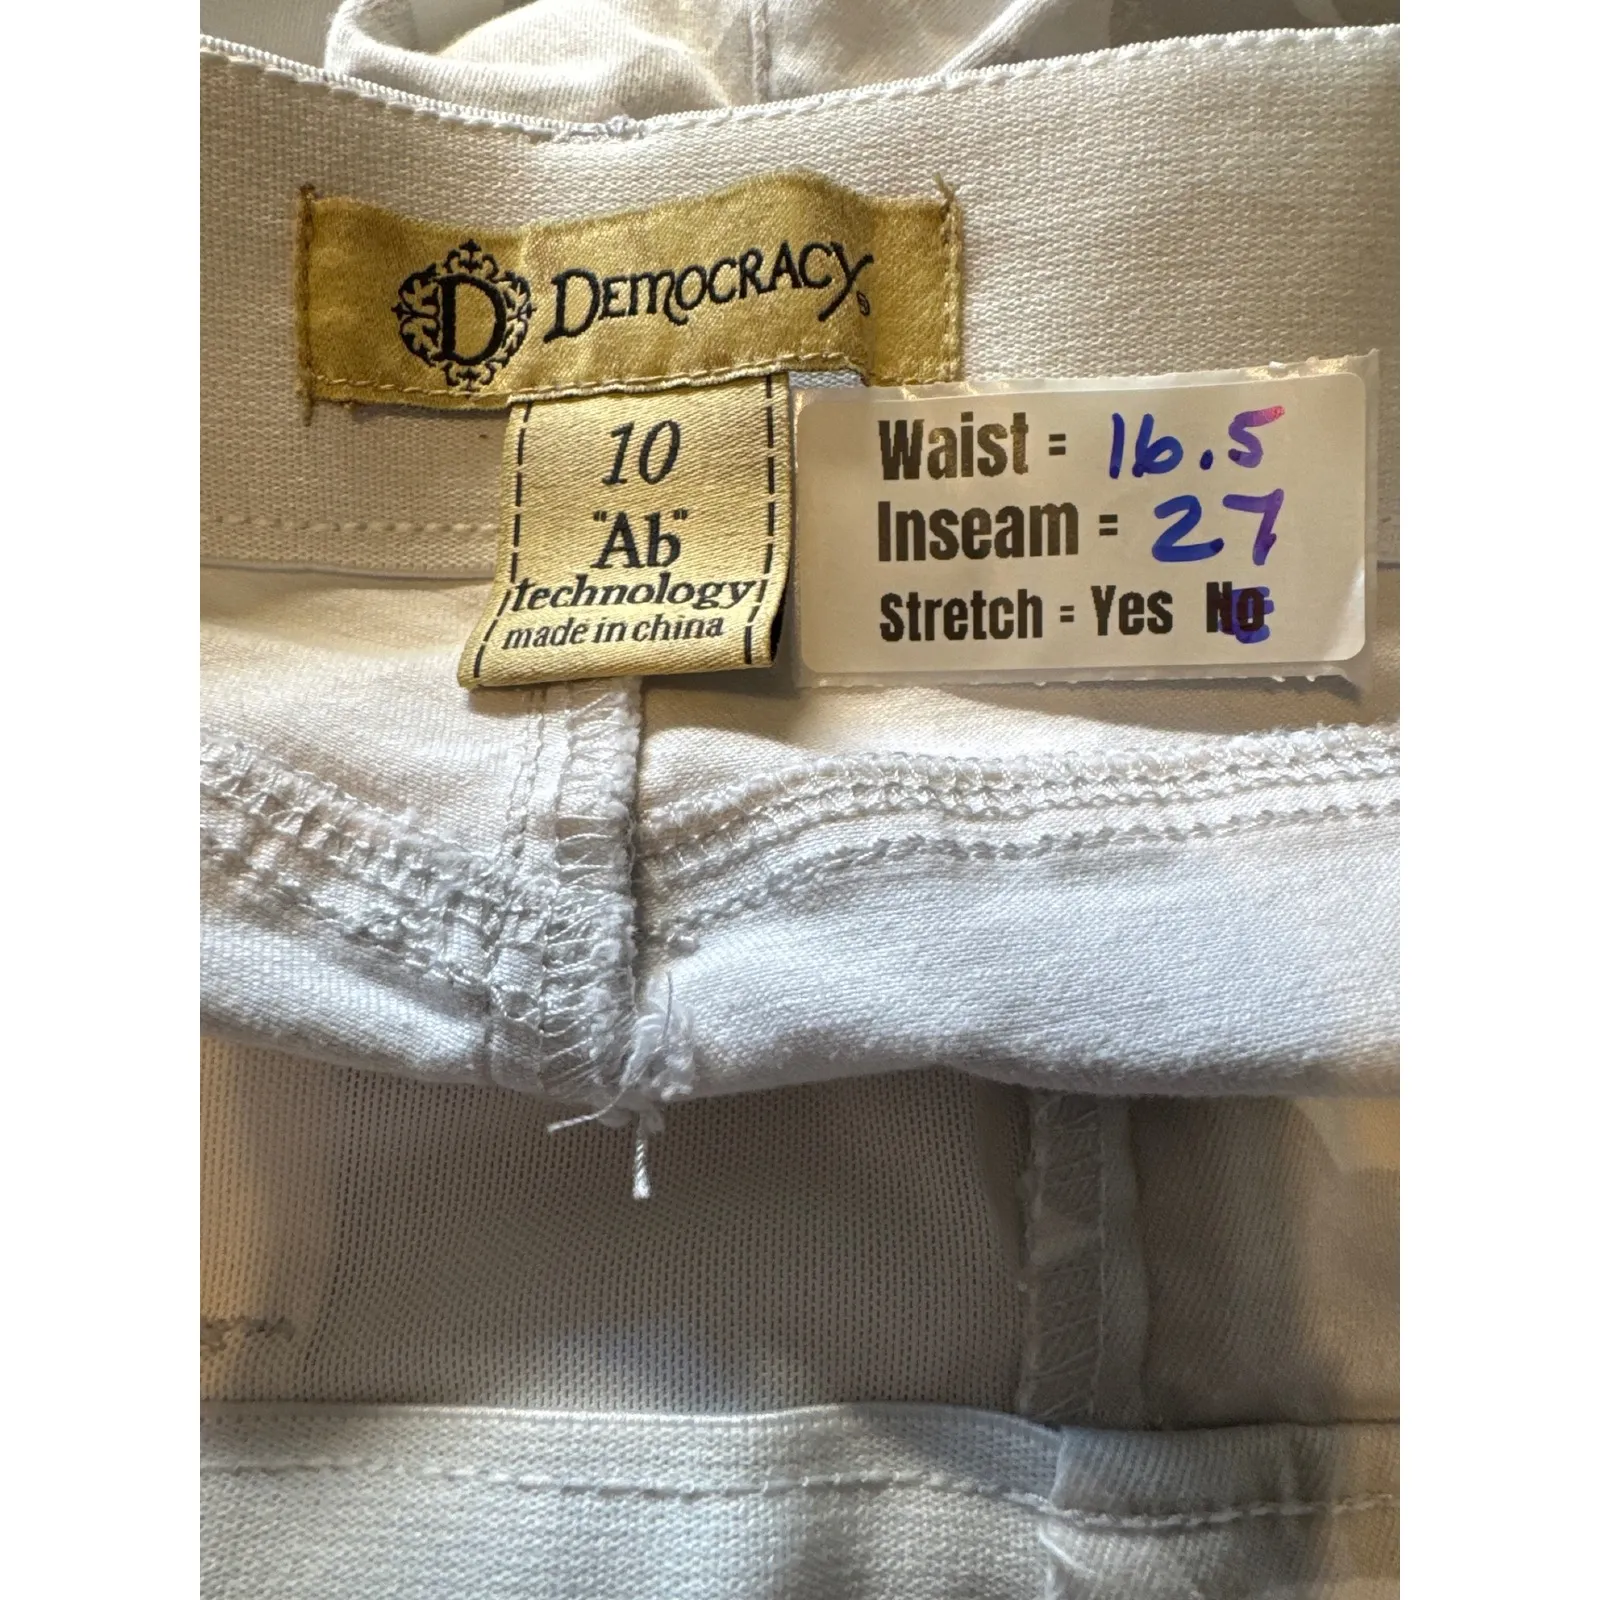 D DEMOCRACY®
10
"Ab"
technology
made in china
Waist = 16.5
Inseam = 27
Stretch = Yes No